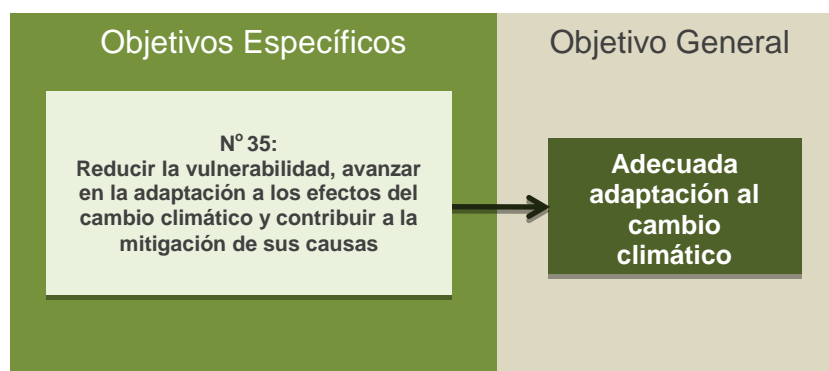 Objetivos Específicos
Objetivo General
Nº 35:
Reducir la vulnerabilidad, avanzar
en la adaptación a los efectos del
cambio climático y contribuir a la
mitigación de sus causas
Adecuada
adaptación al
cambio
climático